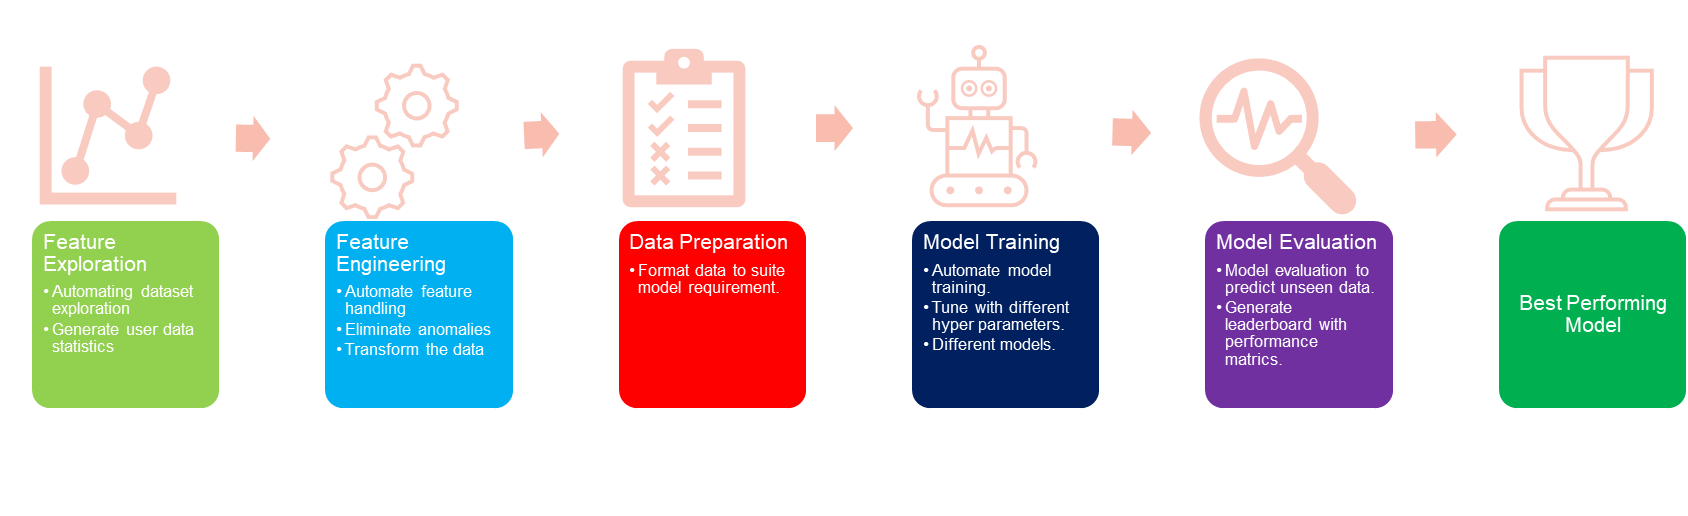 Feature
Exploration
• Automating dataset
exploration
• Generate user data
statistics
Feature
Engineering
• Automate feature
handling
• Eliminate anomalies
• Transform the data
Data Preparation
• Format data to suite
model requirement.
Model Training
• Automate model
training.
• Tune with different
hyper parameters.
• Different models.
Model Evaluation
• Model evaluation to
predict unseen data.
• Generate
leaderboard with
performance
matrics.
Best Performing
Model